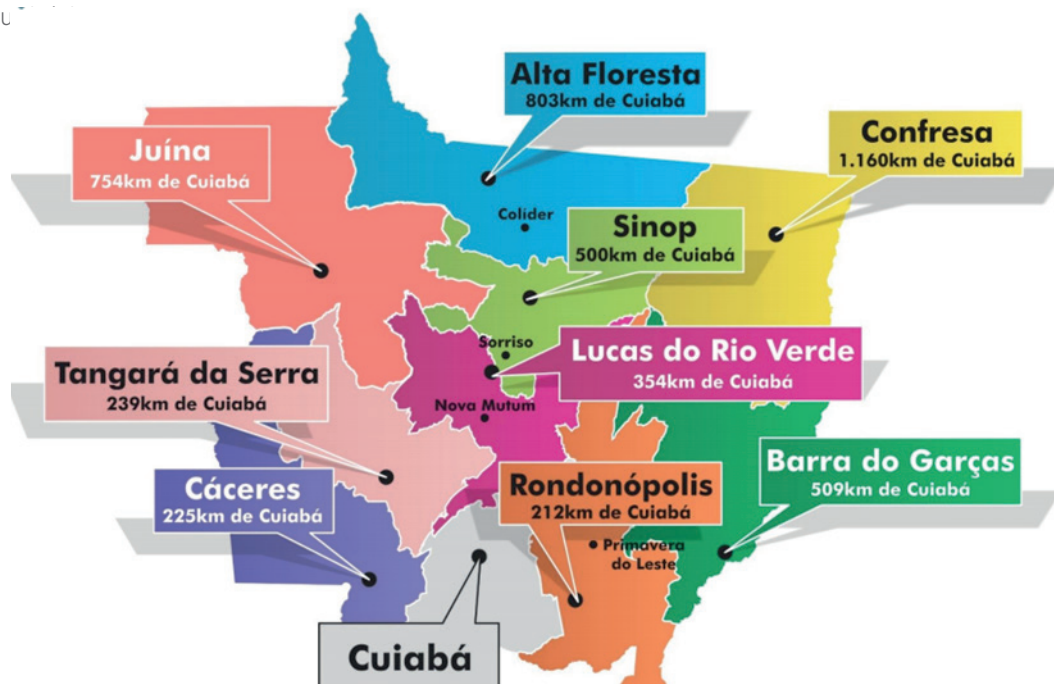 Alta Floresta
803km de Cuiabá
Confresa
1.160km de Cuiabá
Juína
754km de Cuiabá
Colíder
Sinop
500km de Cuiabá
Sorriso
Lucas do Rio Verde
354km de Cuiabá
Tangará da Serra
239km de Cuiabá
Nova Mutum
Barra do Garças
509km de Cuiabá
Cáceres
225km de Cuiabá
Rondonópolis
212km de Cuiabá
Primavera
do Leste
Cuiabá